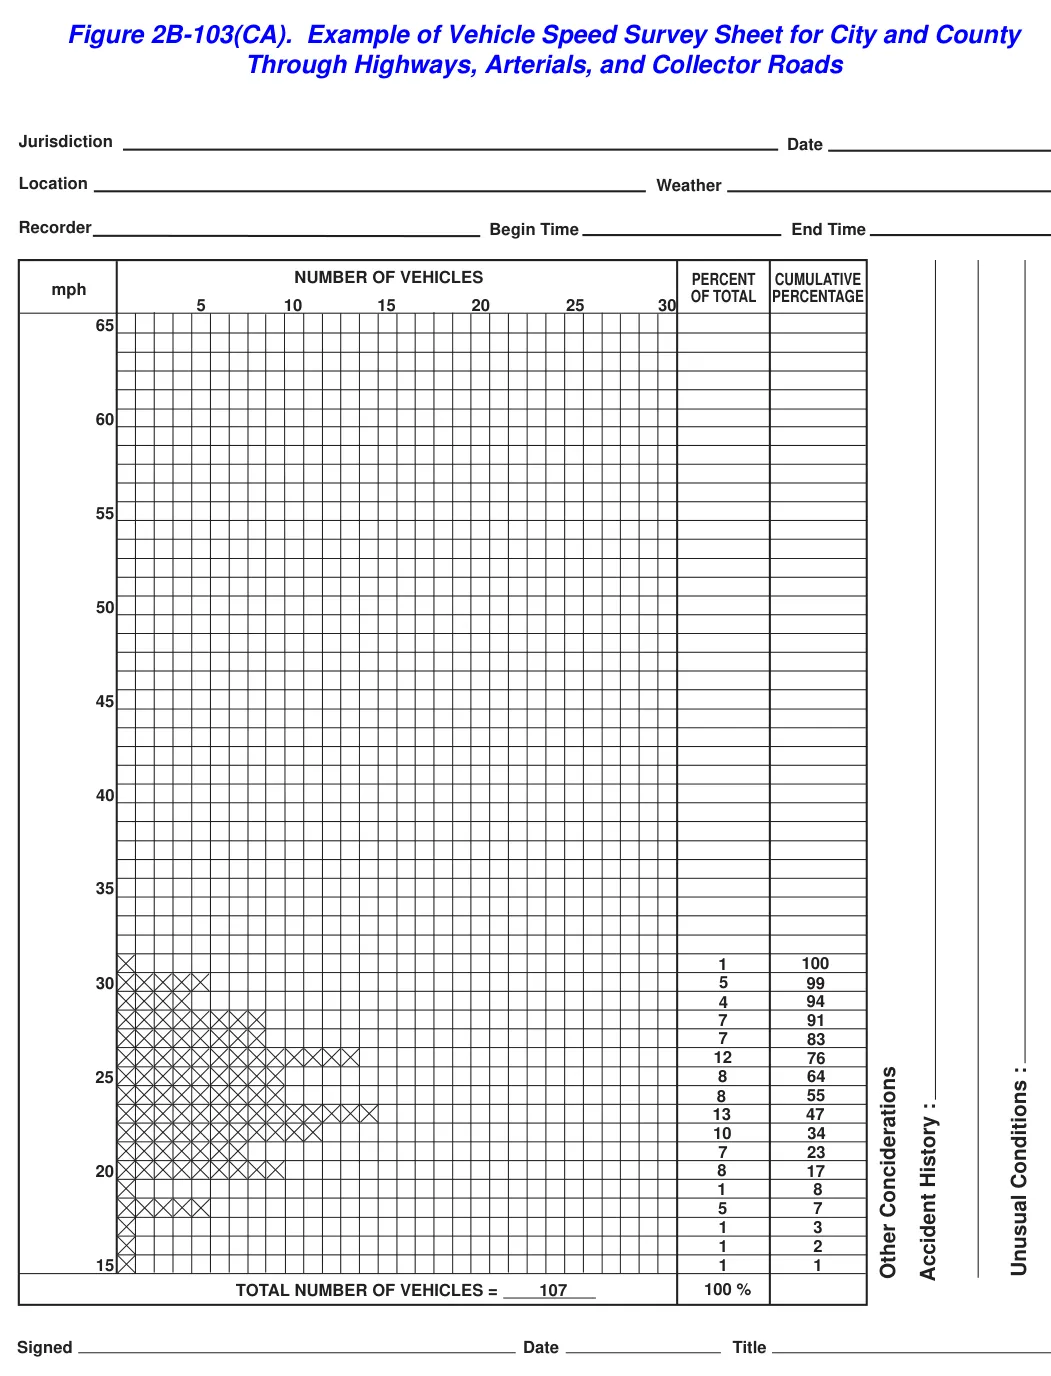 Figure 2B-103(CA). Example of Vehicle Speed Survey Sheet for City and County
Through Highways, Arterials, and Collector Roads
Jurisdiction Date
Location Weather
Recorder Begin Time End Time
mph NUMBER OF VEHICLES PERCENT OF TOTAL CUMULATIVE PERCENTAGE
5 10 15 20 25 30
65
60
55
50
45
40
35
1 100
30 5 99
4 94
7 91
7 83
12 76
25 8 64
8 55
13 47
10 34
7 23
20 8 17
1 8
5 7
1 3
1 2
15 1 1
TOTAL NUMBER OF VEHICLES = 107 100 %
Other Conciderations
Accident History :
Unusual Conditions :
Signed Date Title